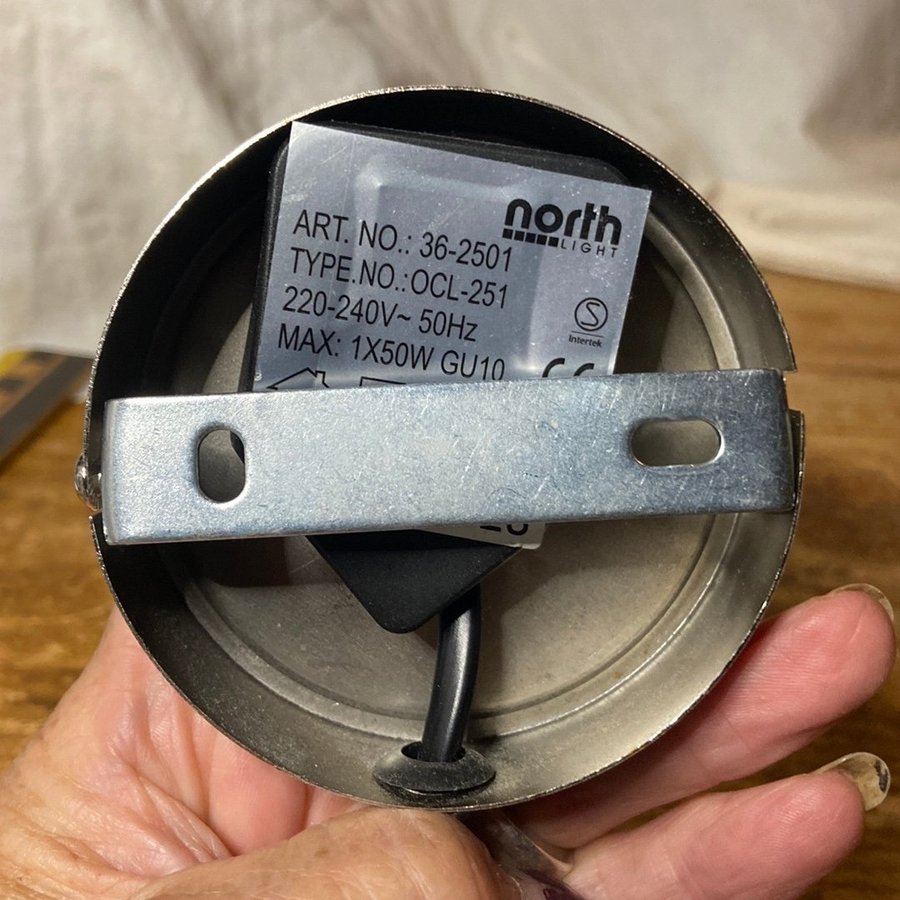 north
LIGHT
ART. NO.: 36-2501
TYPE.NO.:OCL-251
220-240V~ 50Hz
MAX: 1X50W GU10
S
Intertek
CE